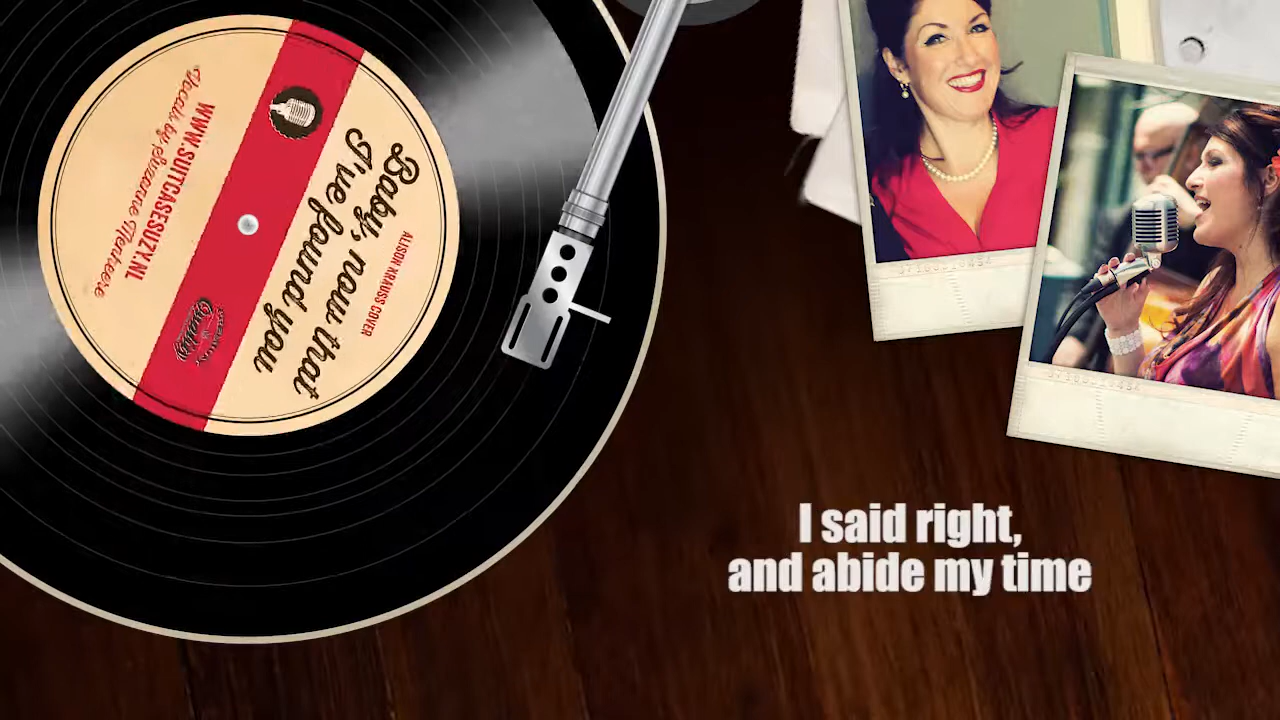 Baby, now that
I've found you
ALISON KRAUSS COVER
WWW.SUITCASESUZY.NL
Vocals by Suzanne
Quality
I said right,
and abide my time